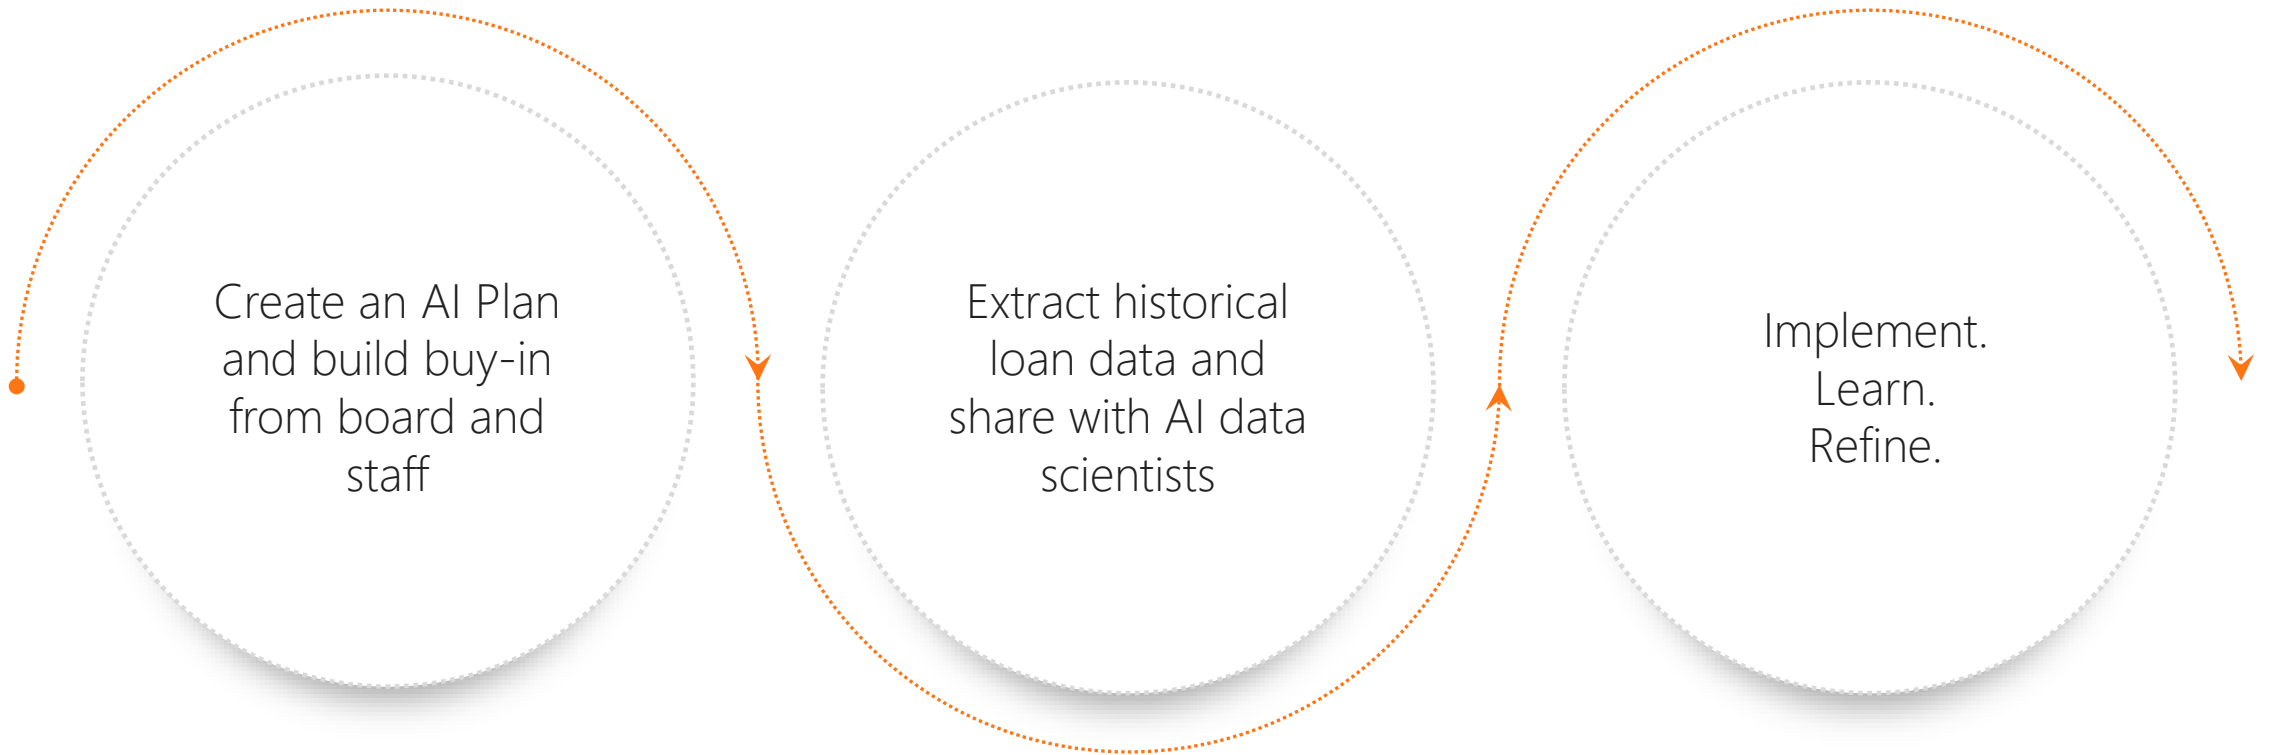 Create an AI Plan
and build buy-in
from board and
staff
Extract historical
loan data and
share with AI data
scientists
Implement.
Learn.
Refine.